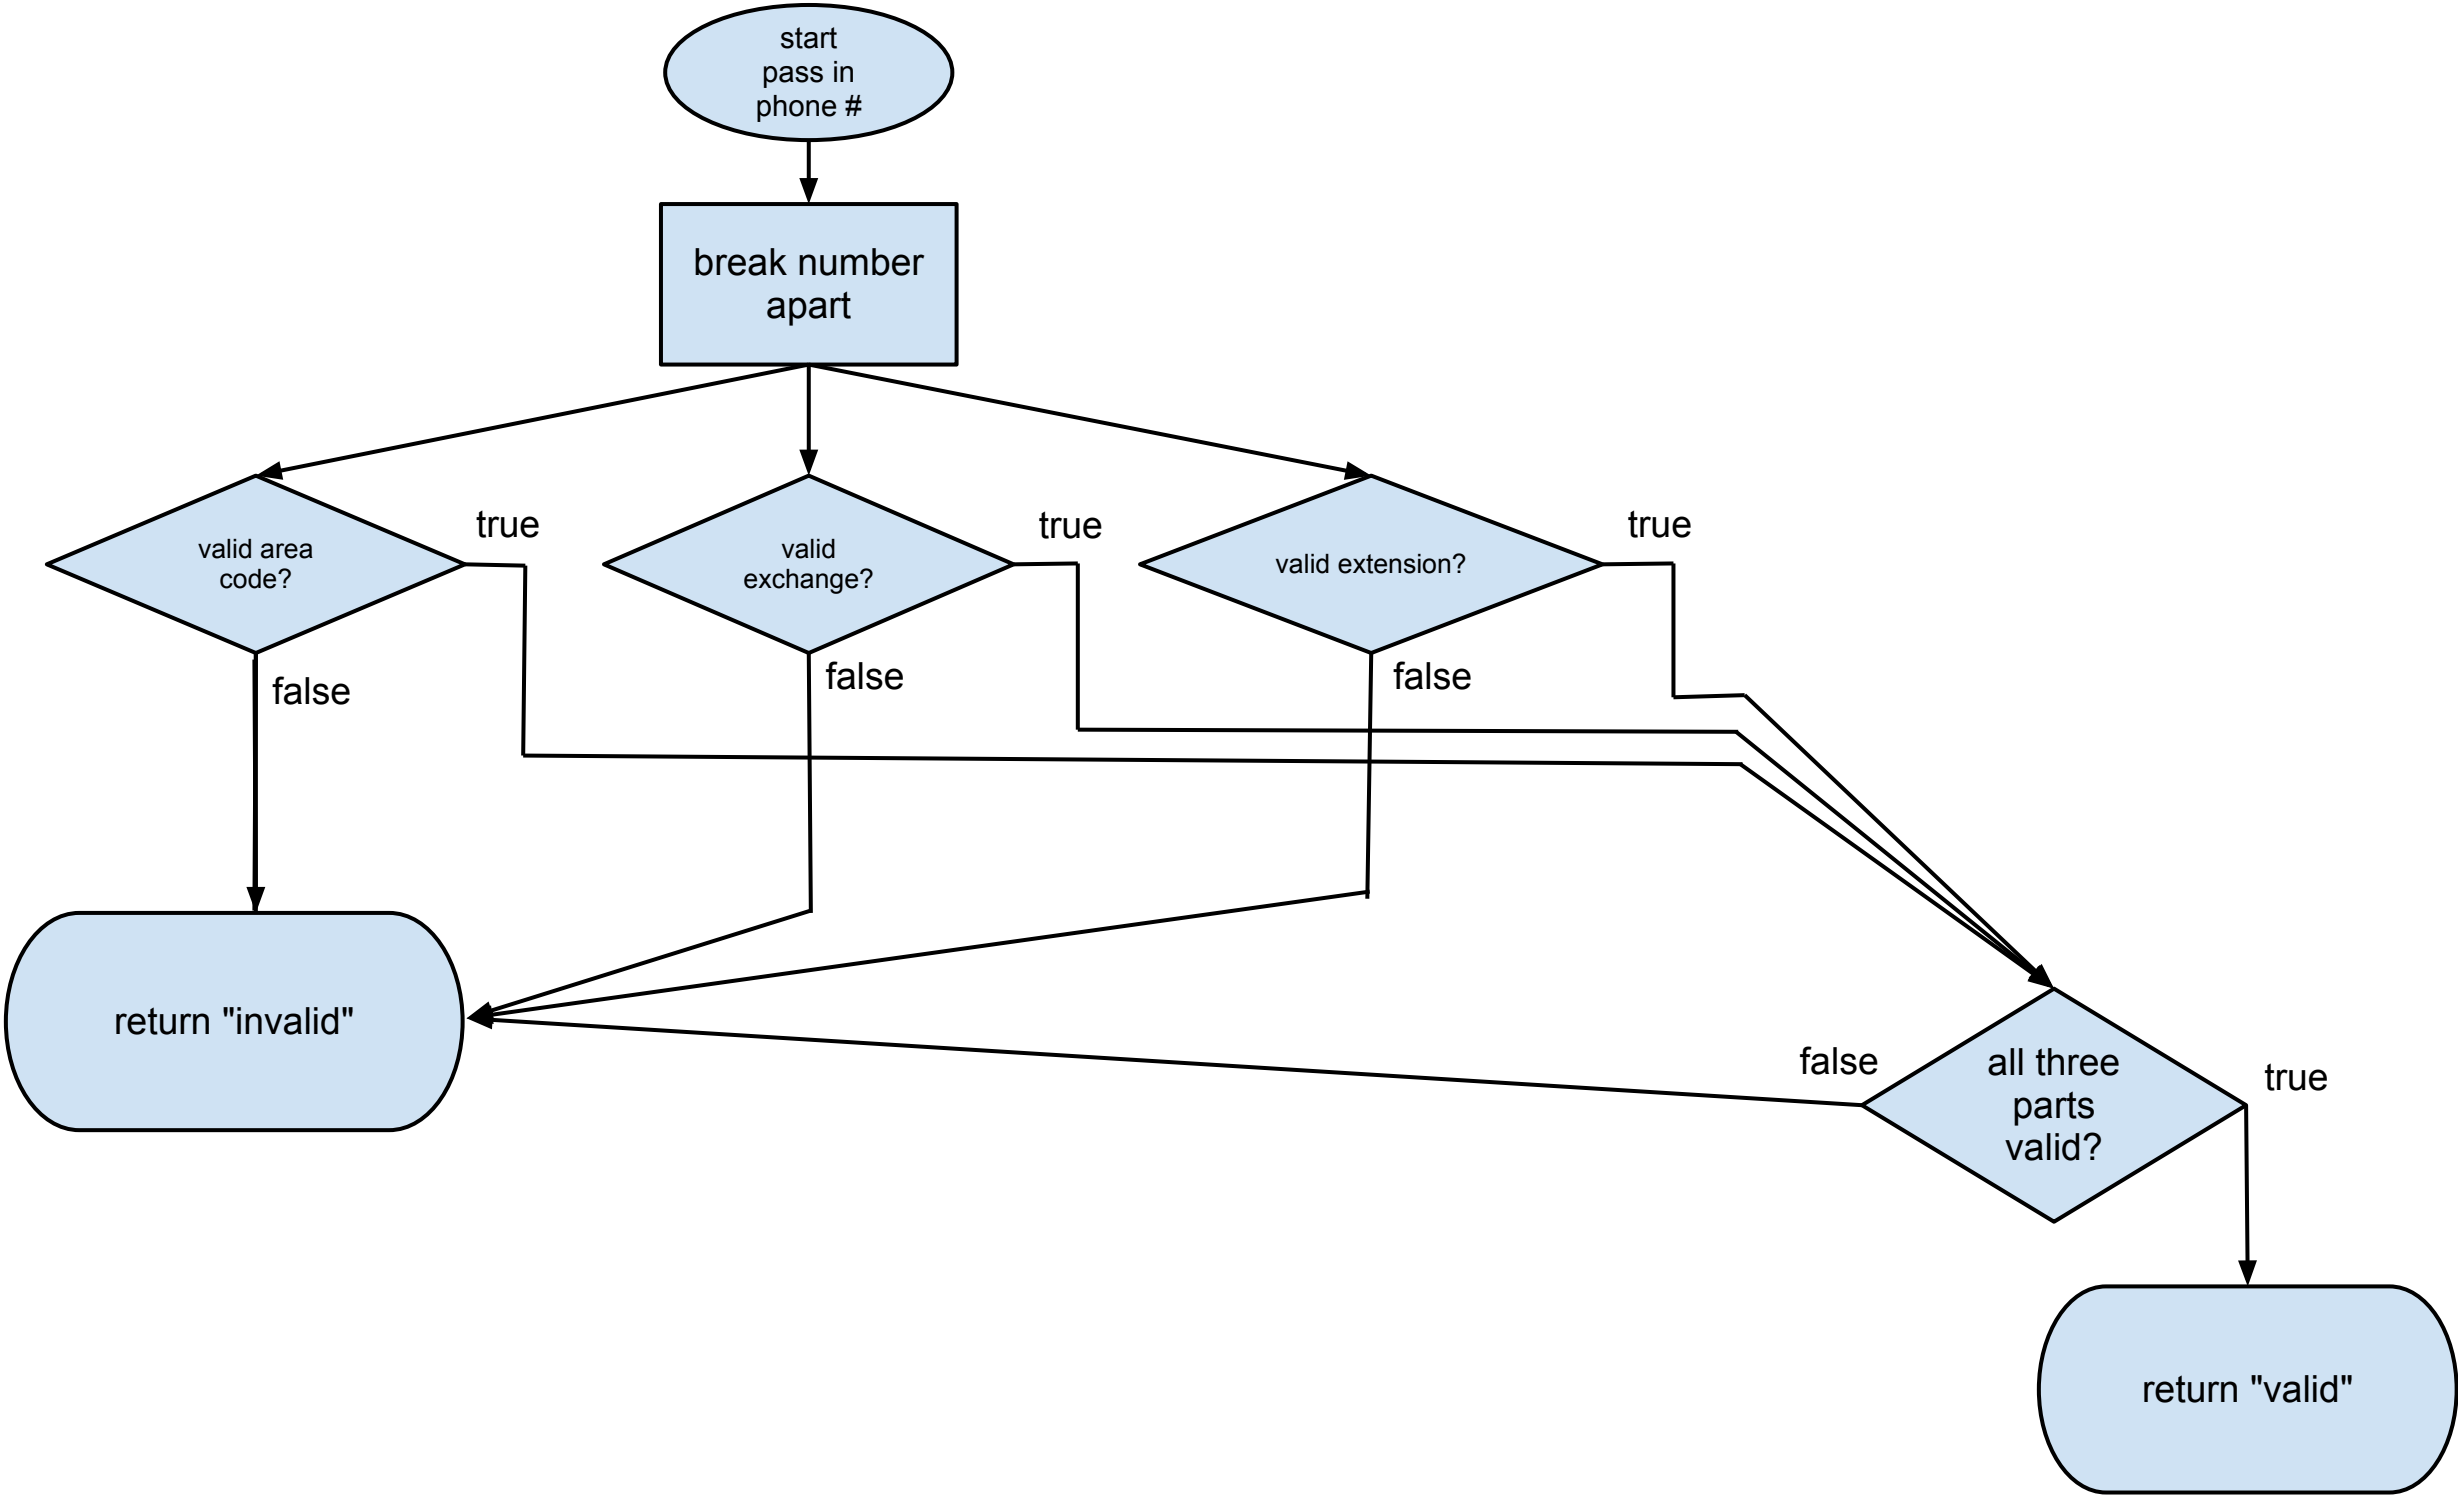 start
pass in
phone #
break number
apart
valid area
code?
true
valid
exchange?
true
valid extension?
true
false
false
false
return "invalid"
false
all three
parts
valid?
true
return "valid"